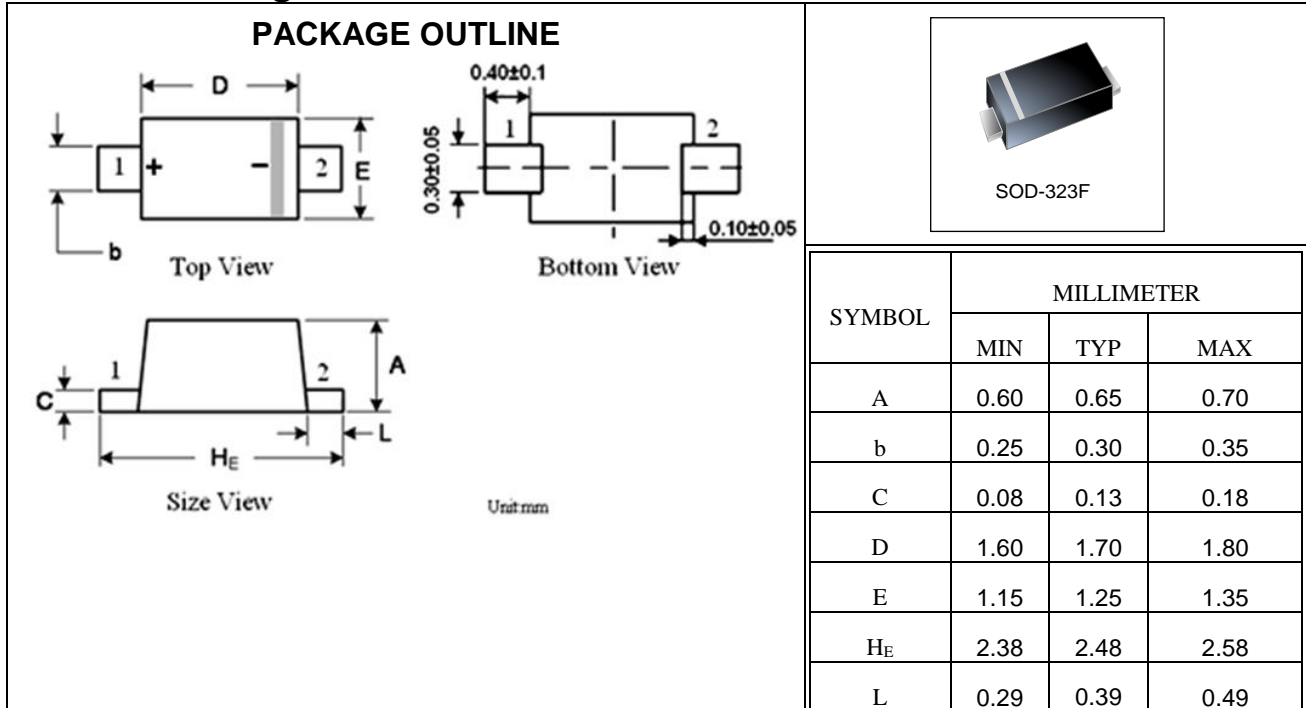 PACKAGE OUTLINE
D
0.40±0.1
1 + − 2
E
b
Top View
1
2
0.30±0.05
0.10±0.05
Bottom View
1
2
A
C
L
HE
Size View
Unit:mm
SOD-323F
SYMBOL
MILLIMETER
MIN TYP MAX
A 0.60 0.65 0.70
b 0.25 0.30 0.35
C 0.08 0.13 0.18
D 1.60 1.70 1.80
E 1.15 1.25 1.35
HE 2.38 2.48 2.58
L 0.29 0.39 0.49